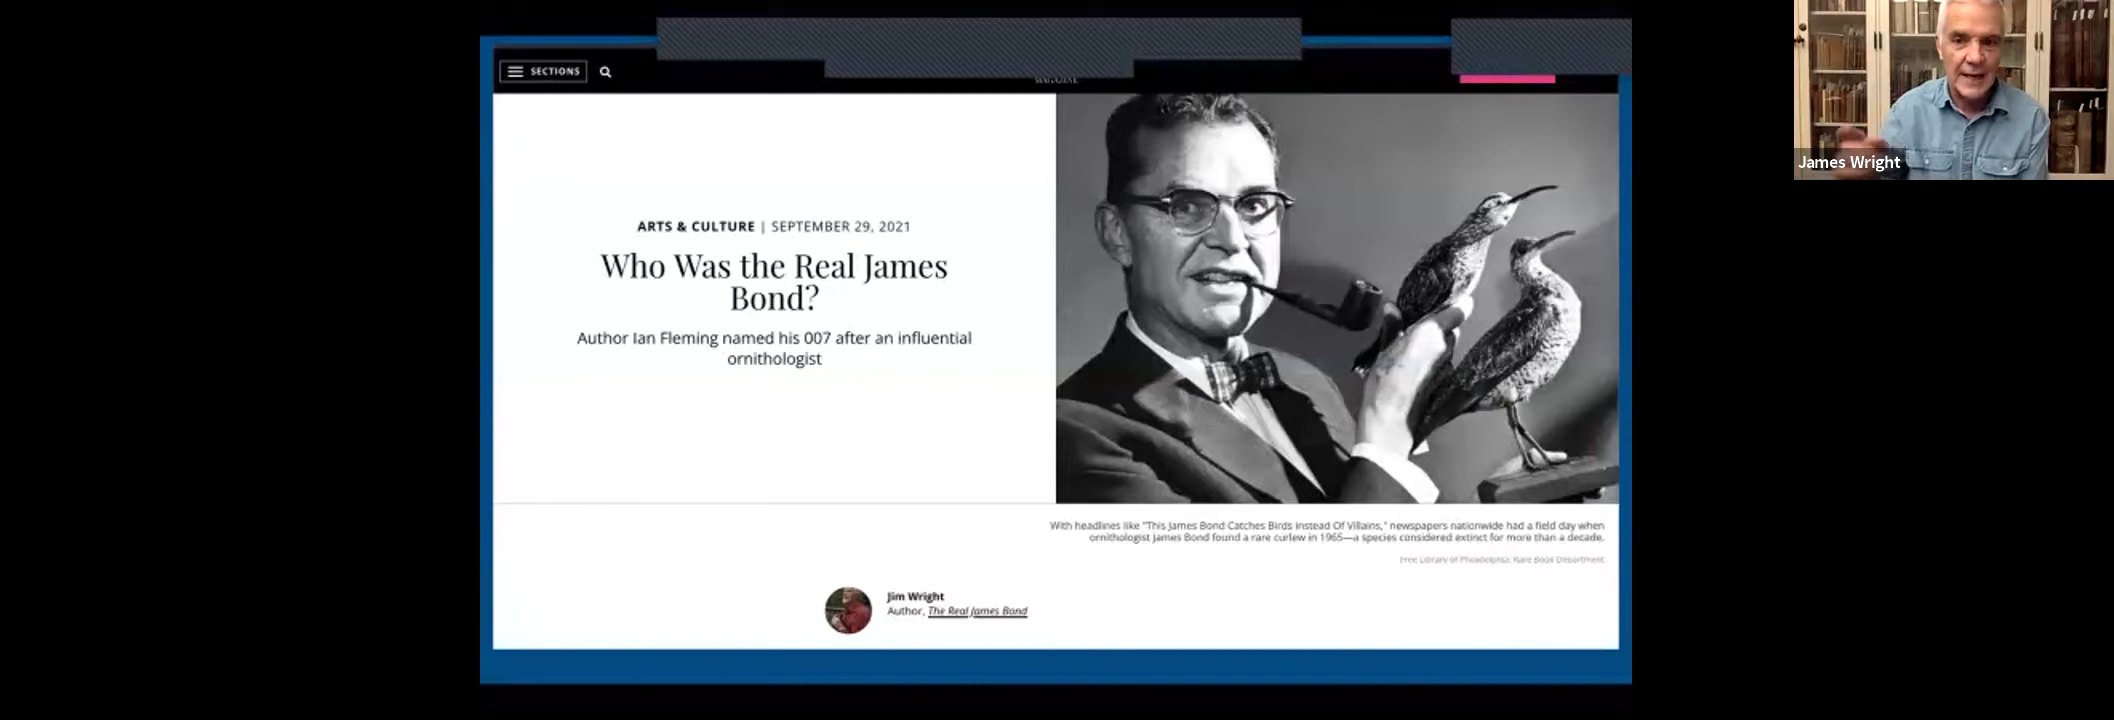 SECTIONS
ARTS & CULTURE | SEPTEMBER 29, 2021
Who Was the Real James
Bond?
Author Ian Fleming named his 007 after an influential
ornithologist
With headlines like "This James Bond Catches Birds Instead Of Villains," newspapers nationwide had a field day when
ornithologist James Bond found a rare curlew in 1965—a species considered extinct for more than a decade.
Free Library of Philadelphia, Rare Book Department
Jim Wright
Author, The Real James Bond
James Wright